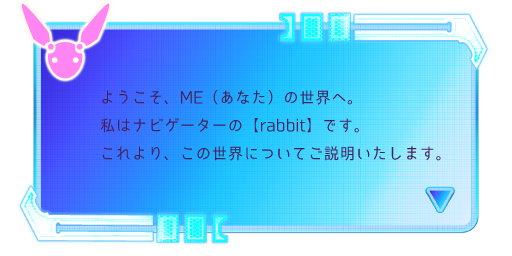 ようこそ、ME（あなた）の世界へ。
私はナビゲーターの【rabbit】です。
これより、この世界についてご説明いたします。